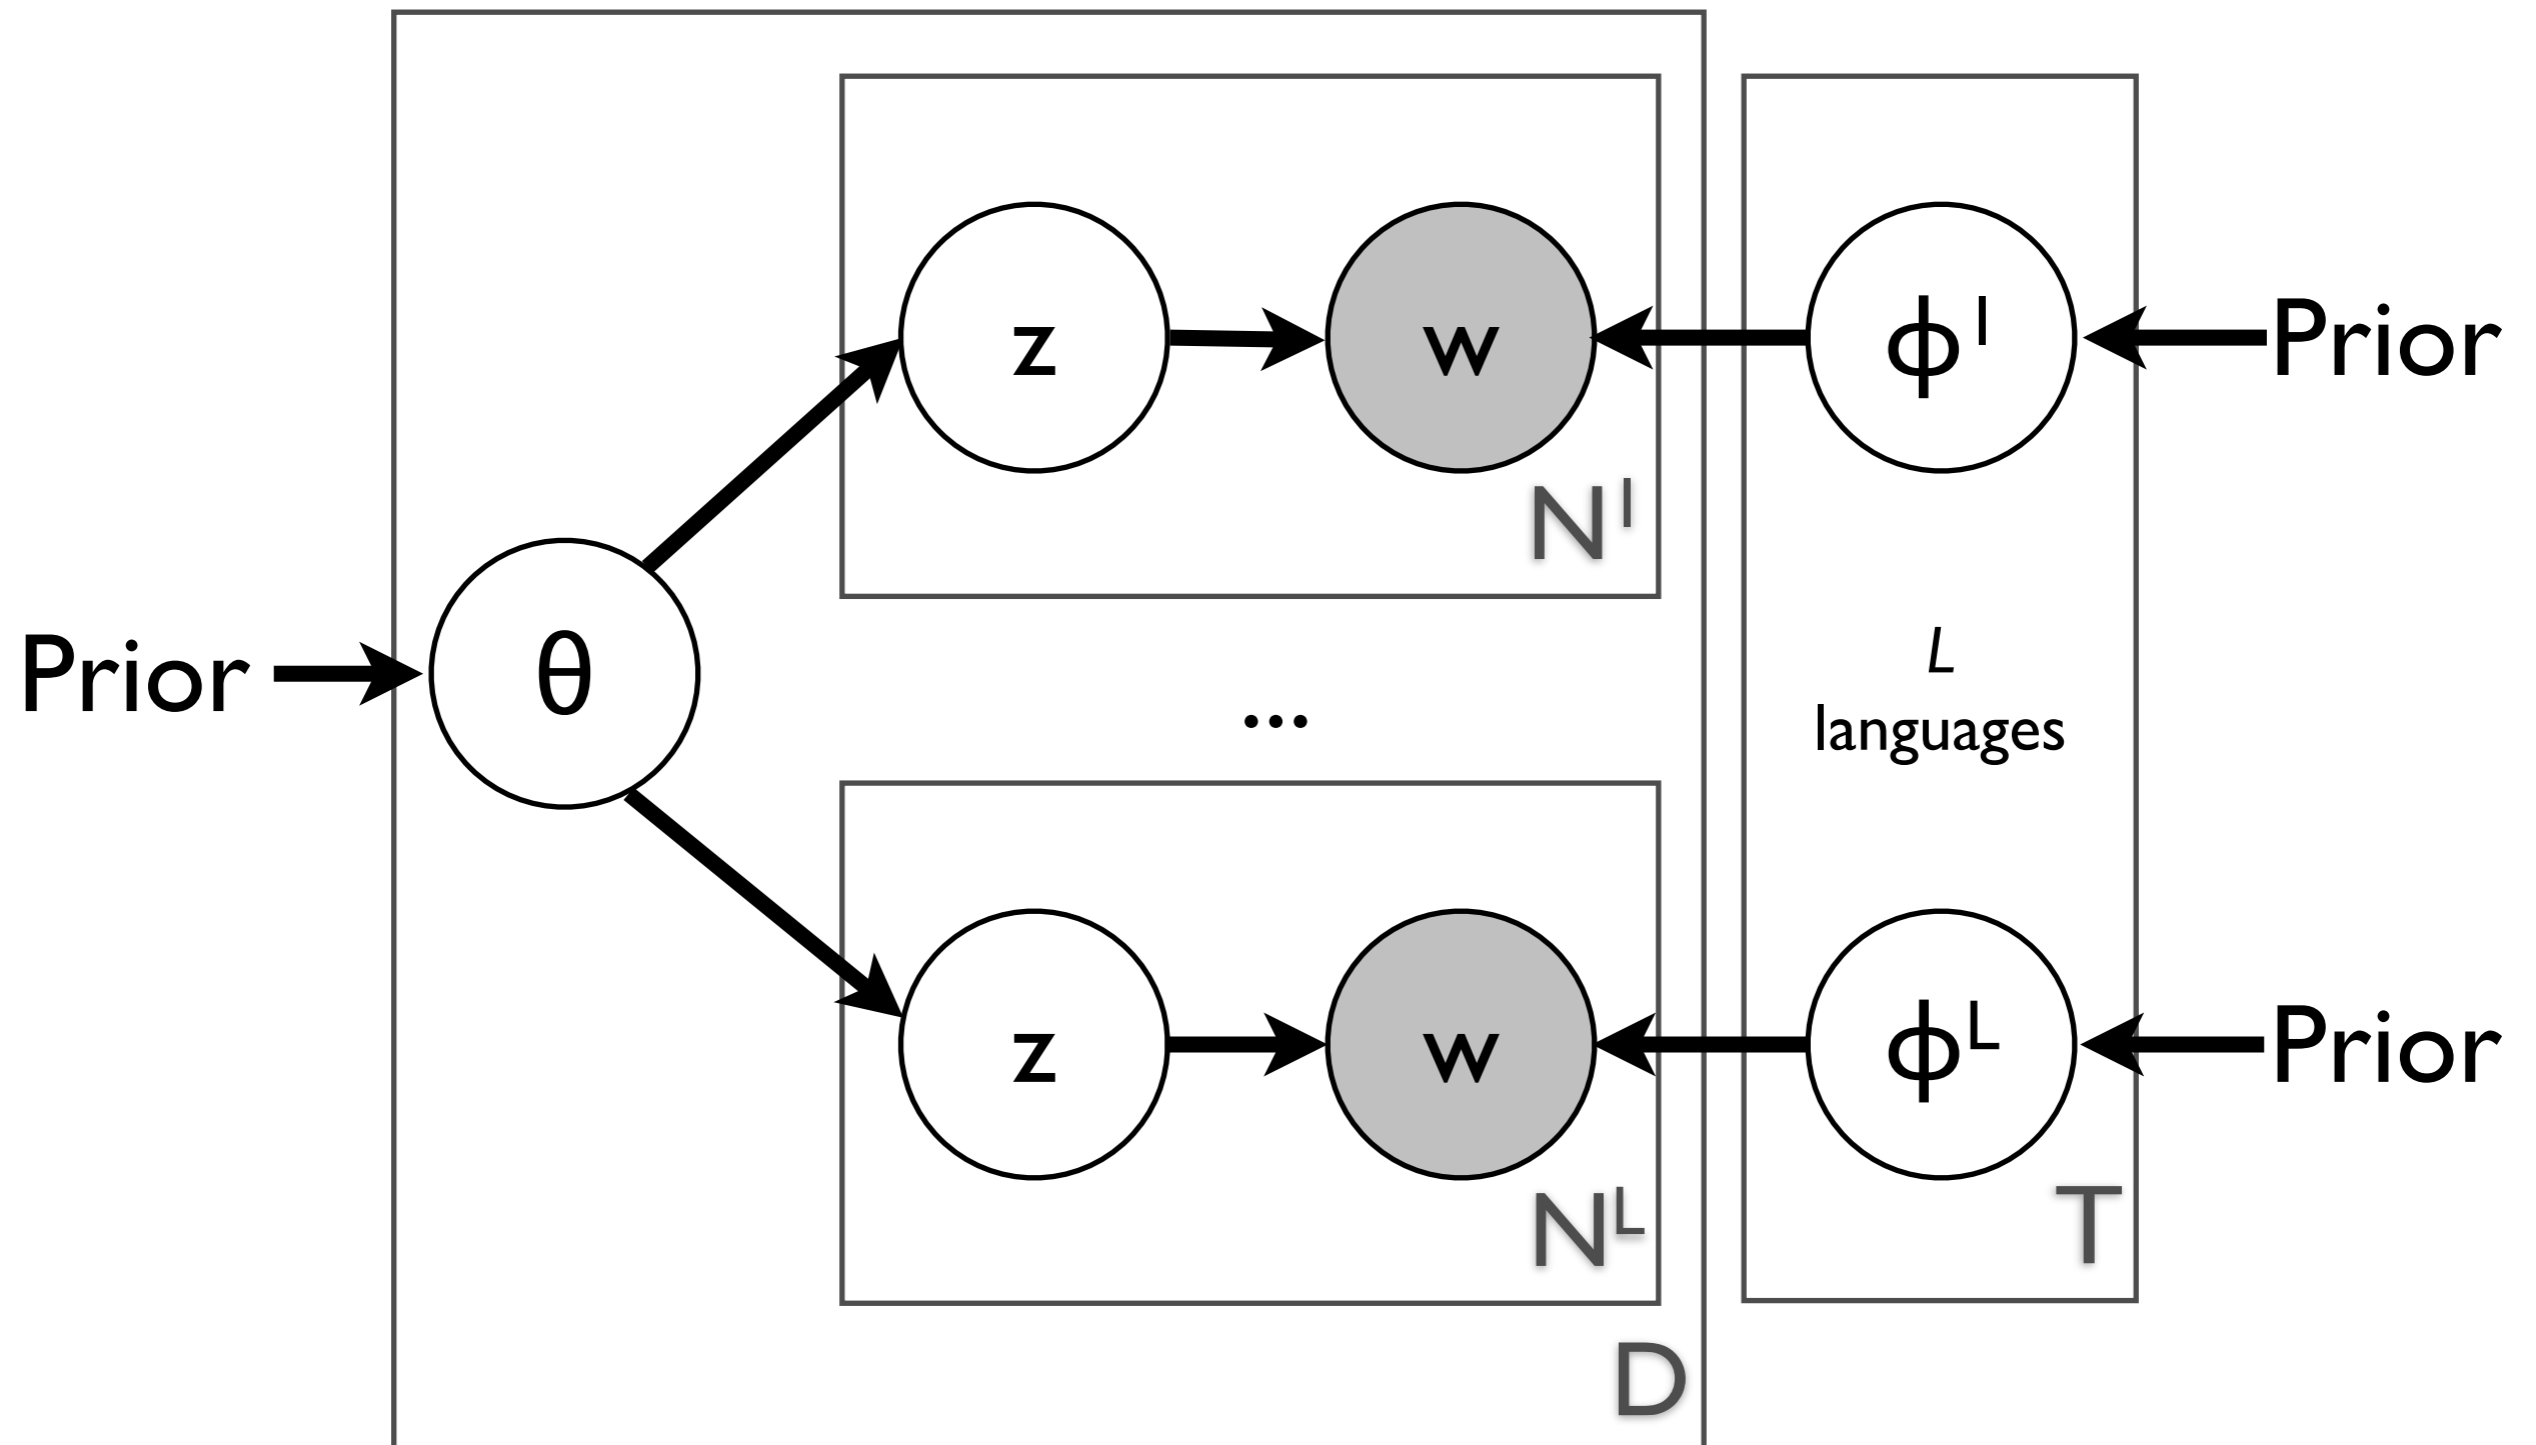 z
w
ϕ¹
Prior
N¹
Prior
θ
...
L
languages
z
w
ϕᴸ
Prior
Nᴸ
T
D